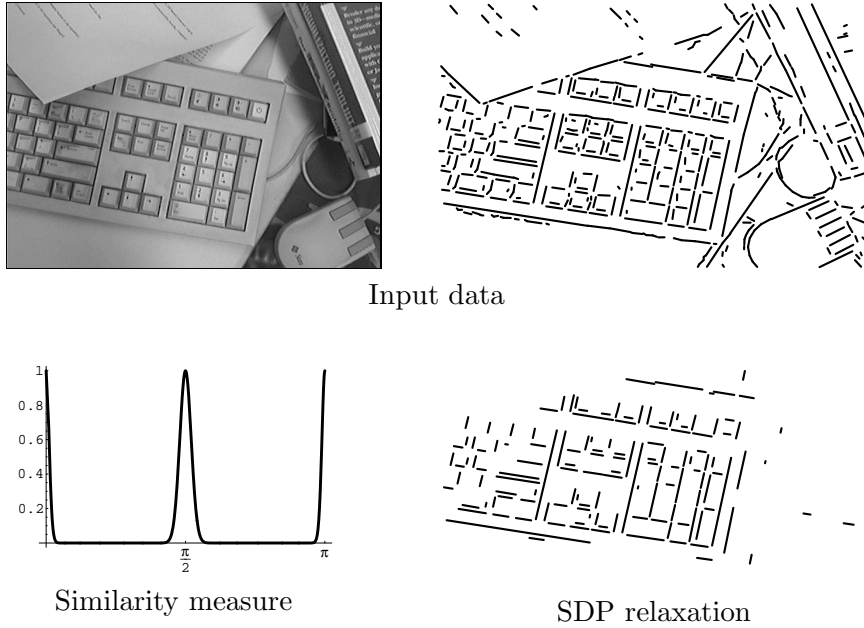 Input data
1
0.8
0.6
0.4
0.2
π
2
π
Similarity measure
SDP relaxation